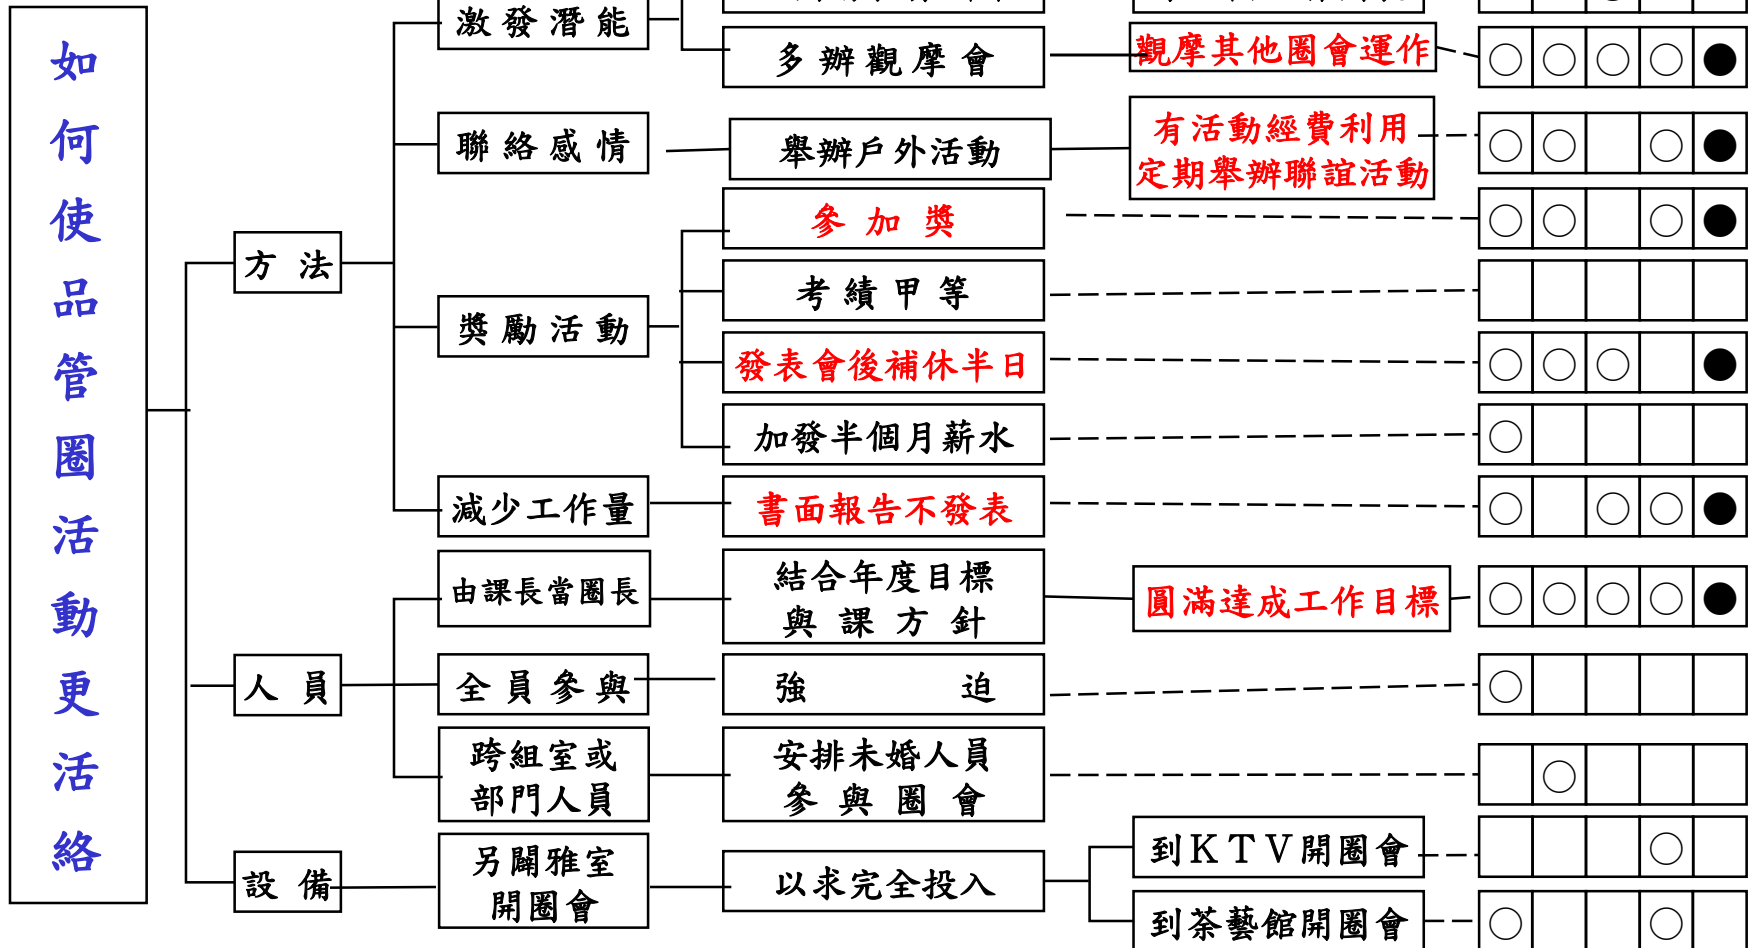 如何使品管圈活動更活絡
方法
人員
設備
激發潛能
聯絡感情
獎勵活動
減少工作量
由課長當圈長
全員參與
跨組室或
部門人員
另闢雅室
開圈會
多辦觀摩會
舉辦戶外活動
參加獎
考績甲等
發表會後補休半日
加發半個月薪水
書面報告不發表
結合年度目標
與課方針
強迫
安排未婚人員
參與圈會
以求完全投入
觀摩其他圈會運作
有活動經費利用
定期舉辦聯誼活動
圓滿達成工作目標
到KTV開圈會
到茶藝館開圈會